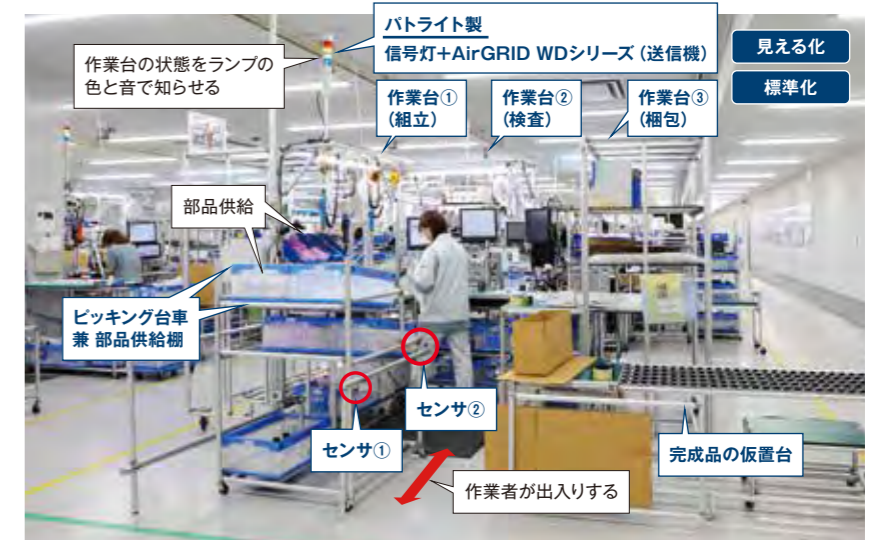 パトライト製
信号灯+AirGRID WDシリーズ（送信機）
見える化
標準化
作業台の状態をランプの
色と音で知らせる
作業台①
（組立）
作業台②
（検査）
作業台③
（梱包）
部品供給
ピッキング台車
兼 部品供給棚
センサ②
センサ①
完成品の仮置台
作業者が出入りする